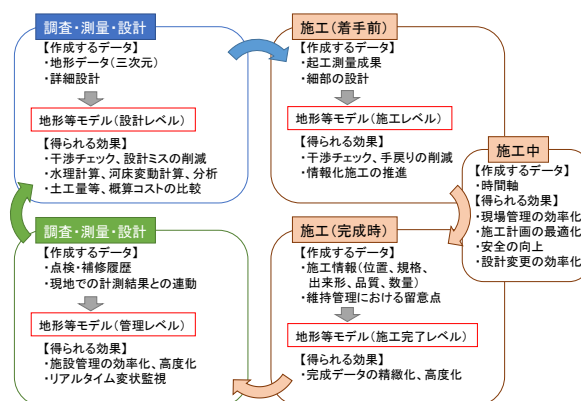 調査・測量・設計
【作成するデータ】
・地形データ(三次元)
・詳細設計
地形等モデル(設計レベル)
【得られる効果】
・干渉チェック、設計ミスの削減
・水理計算、河床変動計算、分析
・土工量等、概算コストの比較
施工(着手前)
【作成するデータ】
・起工測量成果
・細部の設計
地形等モデル(施工レベル)
【得られる効果】
・干渉チェック、手戻りの削減
・情報化施工の推進
施工中
【作成するデータ】
・時間軸
【得られる効果】
・現場管理の効率化
・施工計画の最適化
・安全の向上
・設計変更の効率化
施工(完成時)
【作成するデータ】
・施工情報(位置、規格、
出来形、品質、数量)
・維持管理における留意点
地形等モデル(施工完了レベル)
【得られる効果】
・完成データの精緻化、高度化
調査・測量・設計
【作成するデータ】
・点検・補修履歴
・現地での計測結果との連動
地形等モデル(管理レベル)
【得られる効果】
・施設管理の効率化、高度化
・リアルタイム変状監視